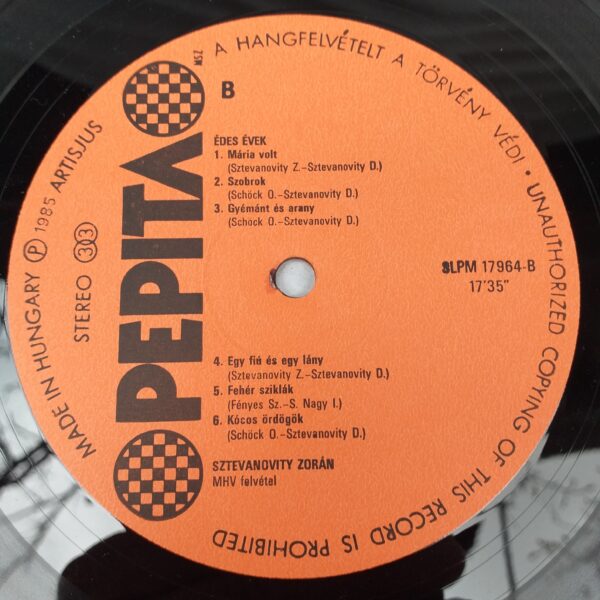 A HANGFELVÉTELT A TÖRVÉNY VÉDI • UNAUTHORIZED COPYING OF THIS RECORD IS PROHIBITED
MADE IN HUNGARY Ⓟ 1985 ARTISJUS
STEREO 33
PEPITA
MSZ
B
ÉDES ÉVEK
1. Mária volt
(Sztevanovity Z.–Sztevanovity D.)
2. Szobrok
(Schöck O.–Sztevanovity D.)
3. Gyémánt és arany
(Schöck O.–Sztevanovity D.)
SLPM 17964-B
17'35"
4. Egy fiú és egy lány
(Sztevanovity Z.–Sztevanovity D.)
5. Fehér sziklák
(Fényes Sz.–S. Nagy I.)
6. Kócos ördögök
(Schöck O.–Sztevanovity D.)
SZTEVANOVITY ZORÁN
MHV felvétel